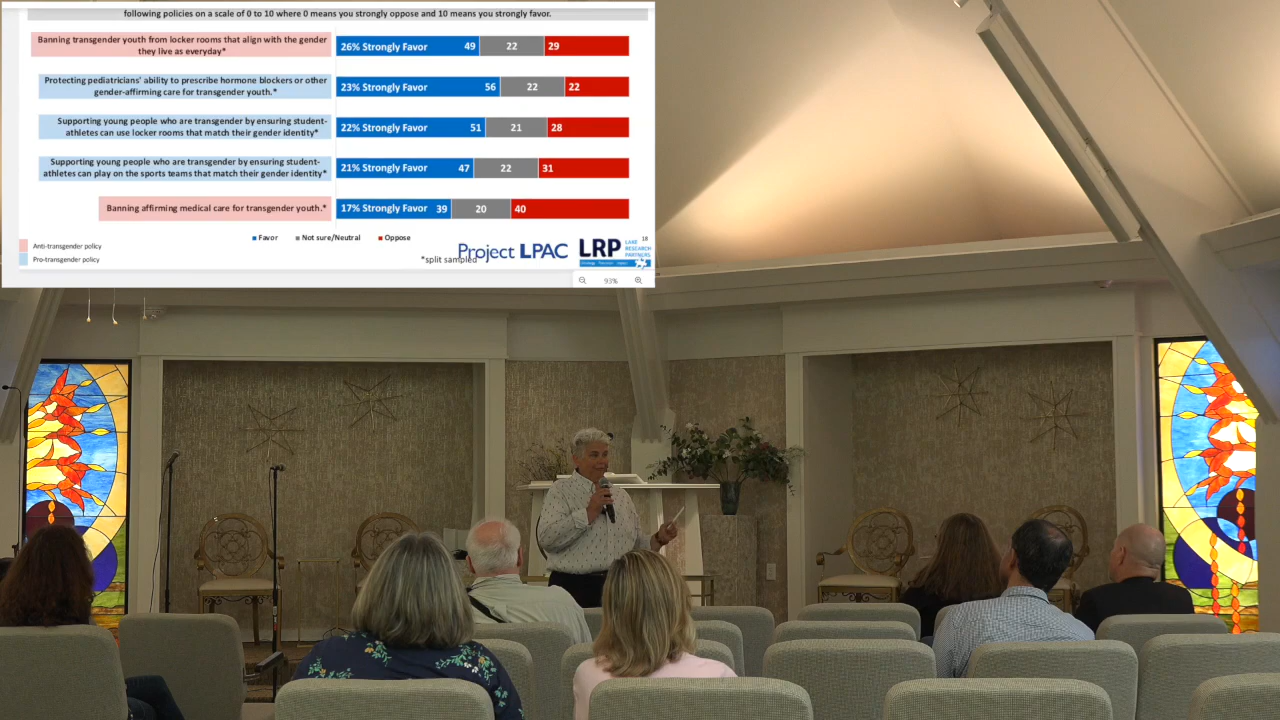 following policies on a scale of 0 to 10 where 0 means you strongly oppose and 10 means you strongly favor.
Banning transgender youth from locker rooms that align with the gender
they live as everyday*
26% Strongly Favor 49 22 29
Protecting pediatricians' ability to prescribe hormone blockers or other
gender-affirming care for transgender youth.*
23% Strongly Favor 56 22 22
Supporting young people who are transgender by ensuring student-
athletes can use locker rooms that match their gender identity*
22% Strongly Favor 51 21 28
Supporting young people who are transgender by ensuring student-
athletes can play on the sports teams that match their gender identity*
21% Strongly Favor 47 22 31
Banning affirming medical care for transgender youth.*
17% Strongly Favor 39 20 40
Favor Not sure/Neutral Oppose
Anti-transgender policy
Pro-transgender policy
*split sampled
Project LPAC
LRP
LAKE
RESEARCH
PARTNERS
18
93%